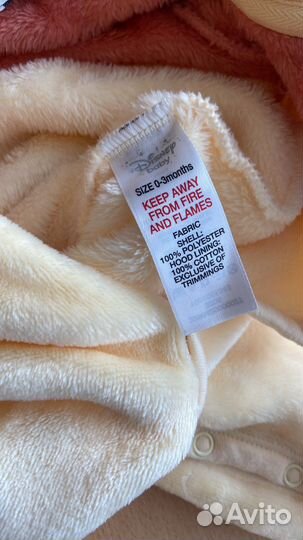 Disney
baby
SIZE 0-3months
KEEP AWAY
FROM FIRE
AND FLAMES
FABRIC
SHELL:
100% POLYESTER
HOOD LINING:
100% COTTON
EXCLUSIVE OF
TRIMMINGS
Avito